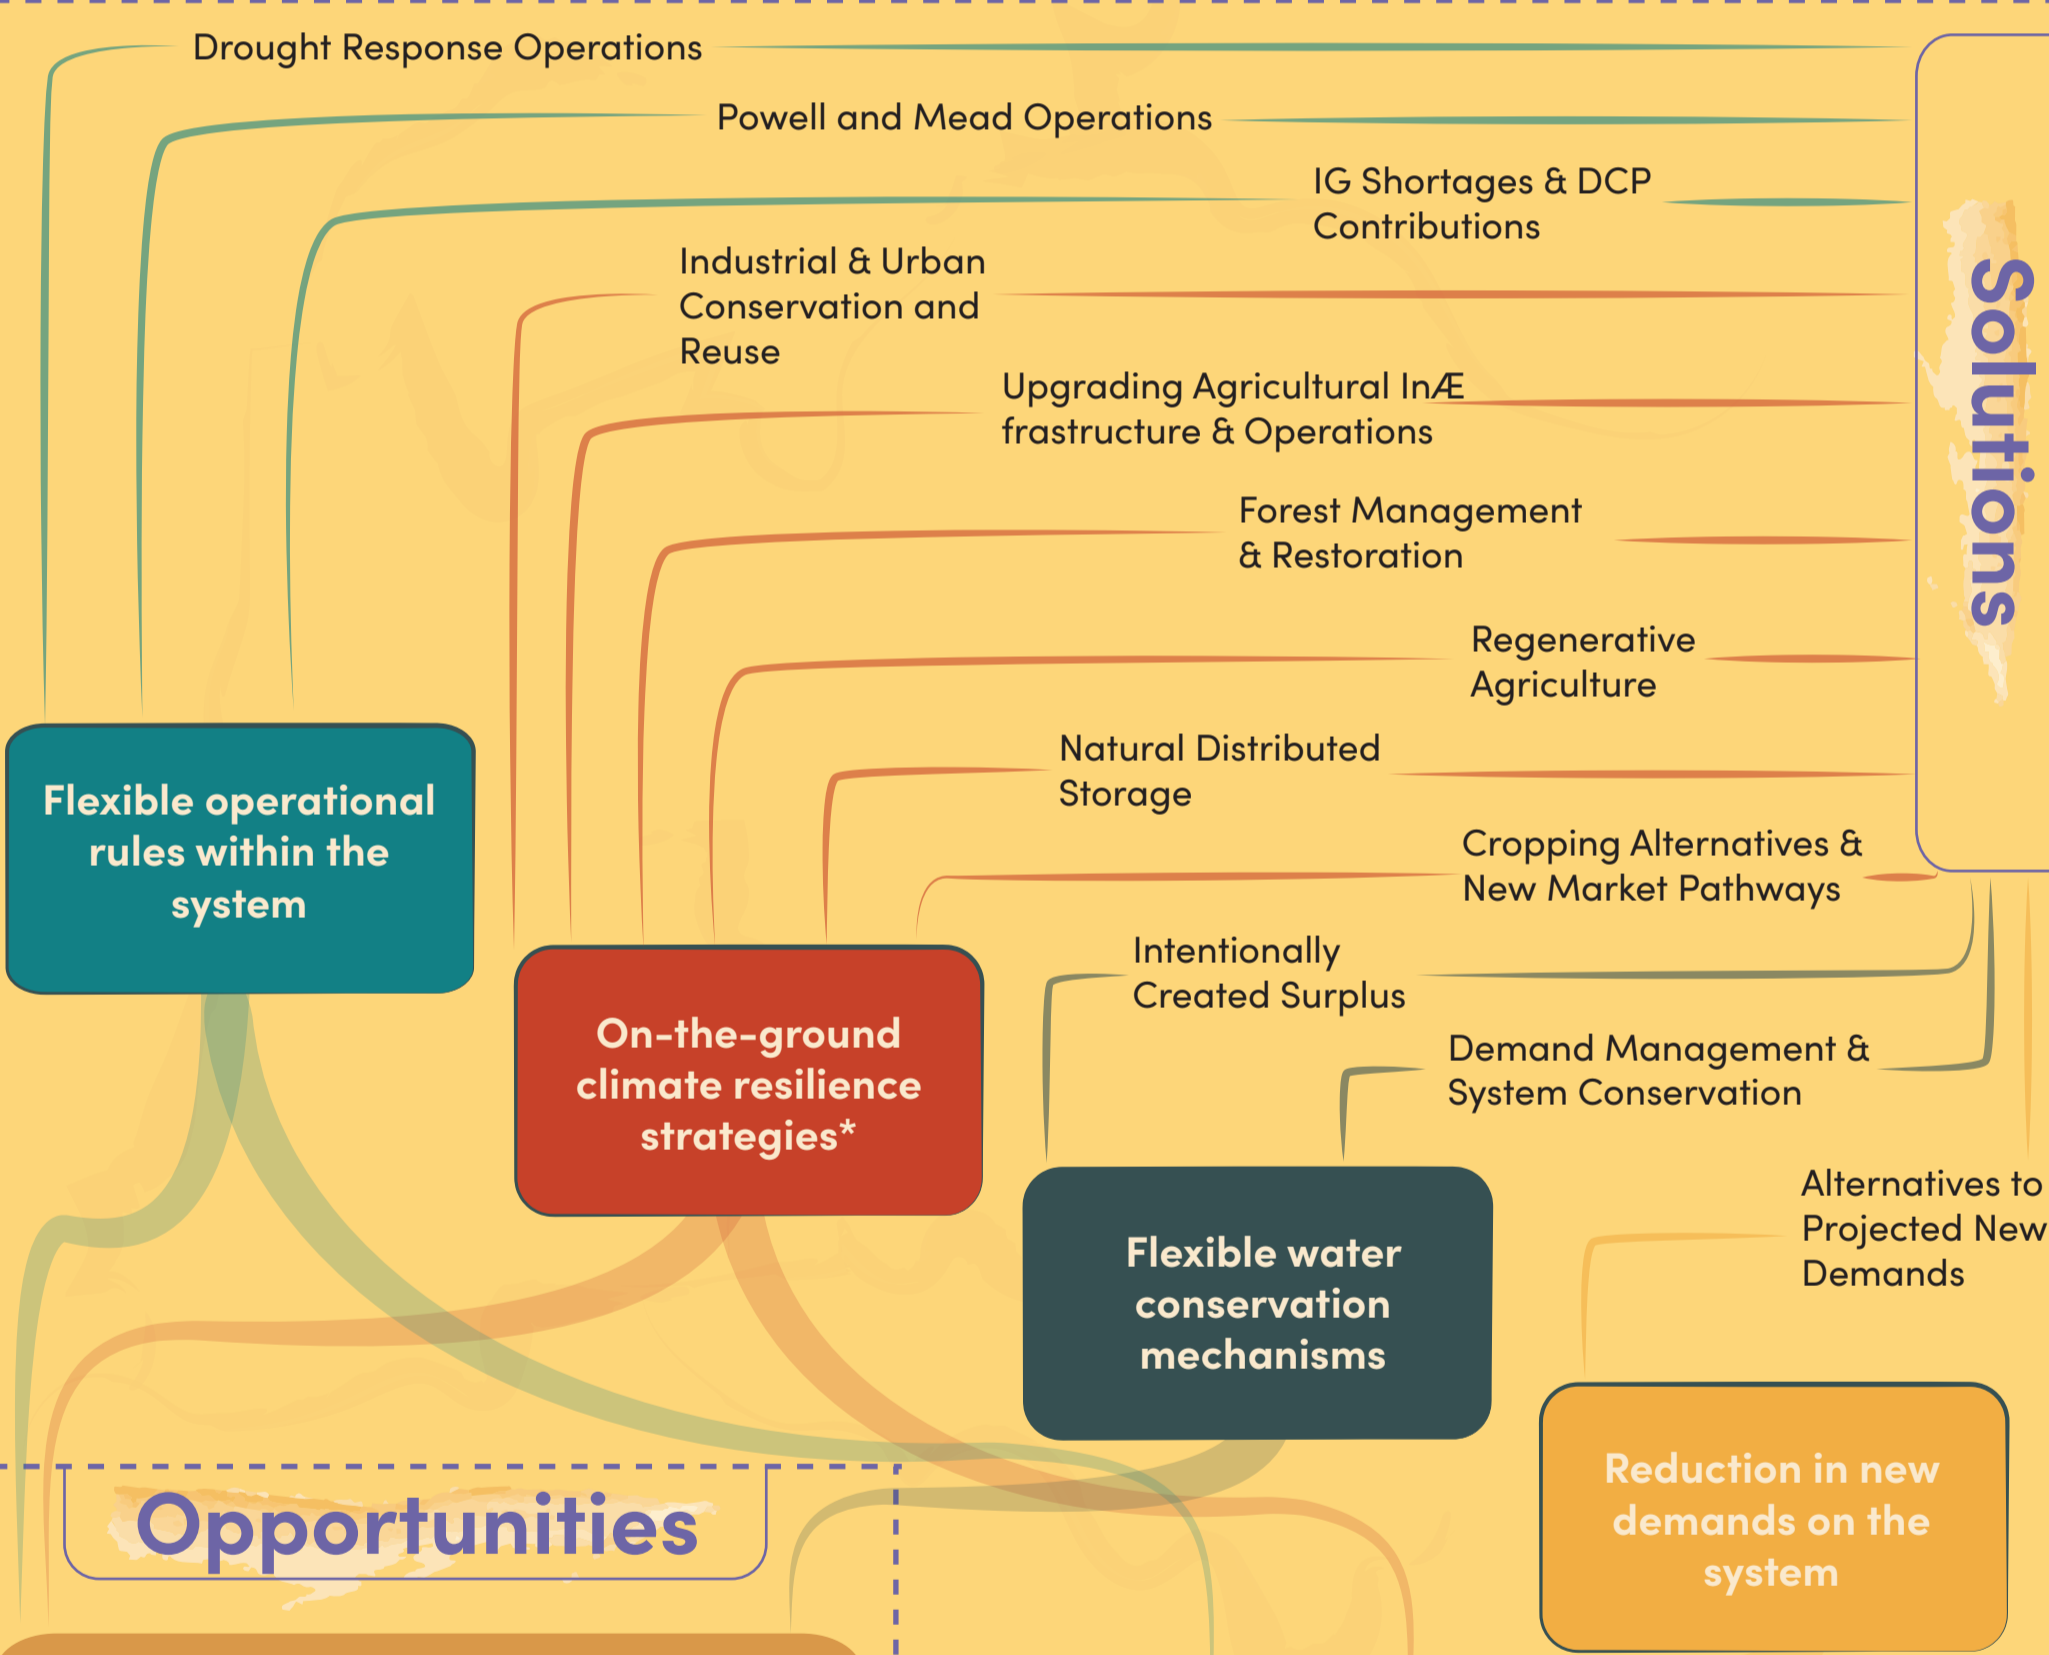 Drought Response Operations
Powell and Mead Operations
IG Shortages & DCP
Contributions
Industrial & Urban
Conservation and
Reuse
Upgrading Agricultural InÆ
frastructure & Operations
Forest Management
& Restoration
Regenerative
Agriculture
Natural Distributed
Storage
Cropping Alternatives &
New Market Pathways
Intentionally
Created Surplus
Demand Management &
System Conservation
Alternatives to
Projected New
Demands
Solutions
Flexible operational
rules within the
system
On-the-ground
climate resilience
strategies*
Flexible water
conservation
mechanisms
Reduction in new
demands on the
system
Opportunities